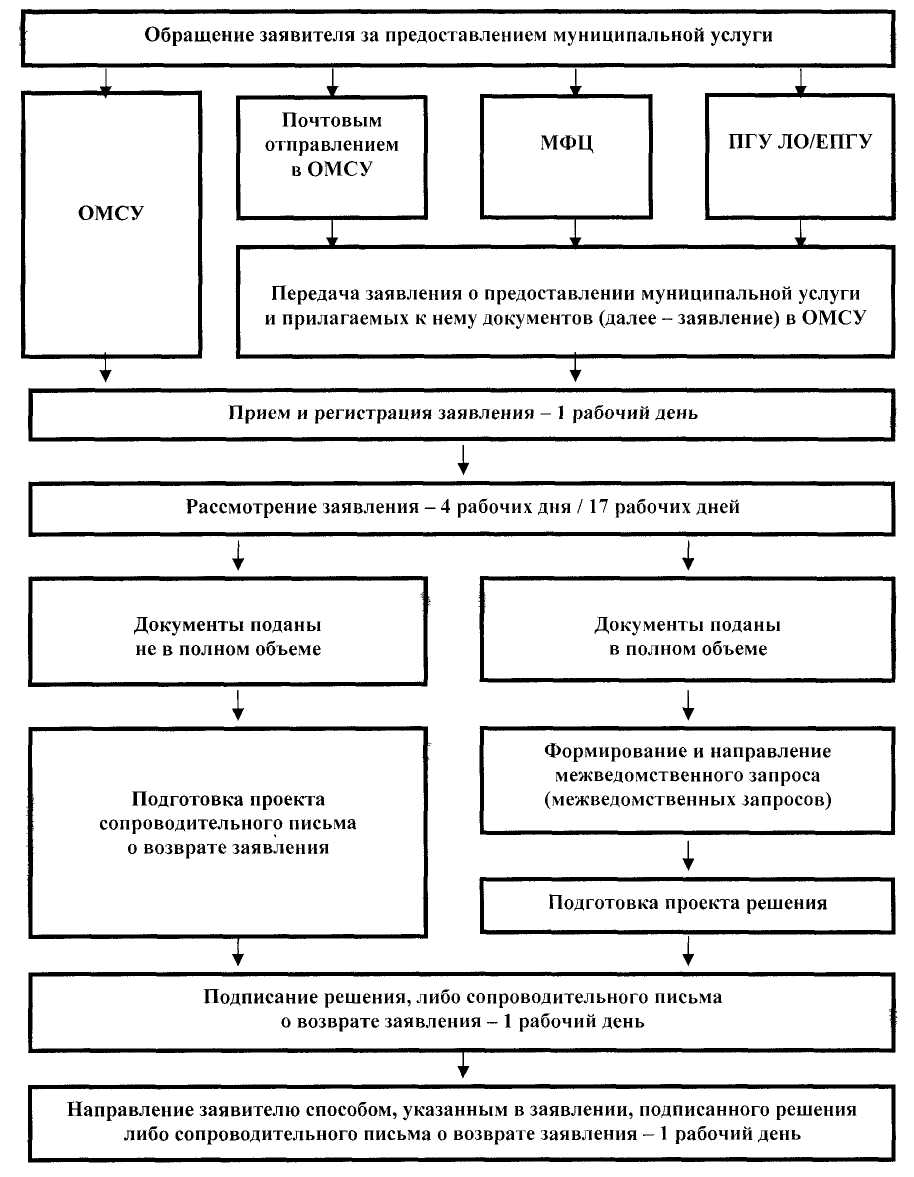 Обращение заявителя за предоставлением муниципальной услуги
ОМСУ
Почтовым
отправлением
в ОМСУ
МФЦ
ПГУ ЛО/ЕПГУ
Передача заявления о предоставлении муниципальной услуги
и прилагаемых к нему документов (далее – заявление) в ОМСУ
Прием и регистрация заявления – 1 рабочий день
Рассмотрение заявления – 4 рабочих дня / 17 рабочих дней
Документы поданы
не в полном объеме
Документы поданы
в полном объеме
Подготовка проекта
сопроводительного письма
о возврате заявления
Формирование и направление
межведомственного запроса
(межведомственных запросов)
Подготовка проекта решения
Подписание решения, либо сопроводительного письма
о возврате заявления – 1 рабочий день
Направление заявителю способом, указанным в заявлении, подписанного решения
либо сопроводительного письма о возврате заявления – 1 рабочий день